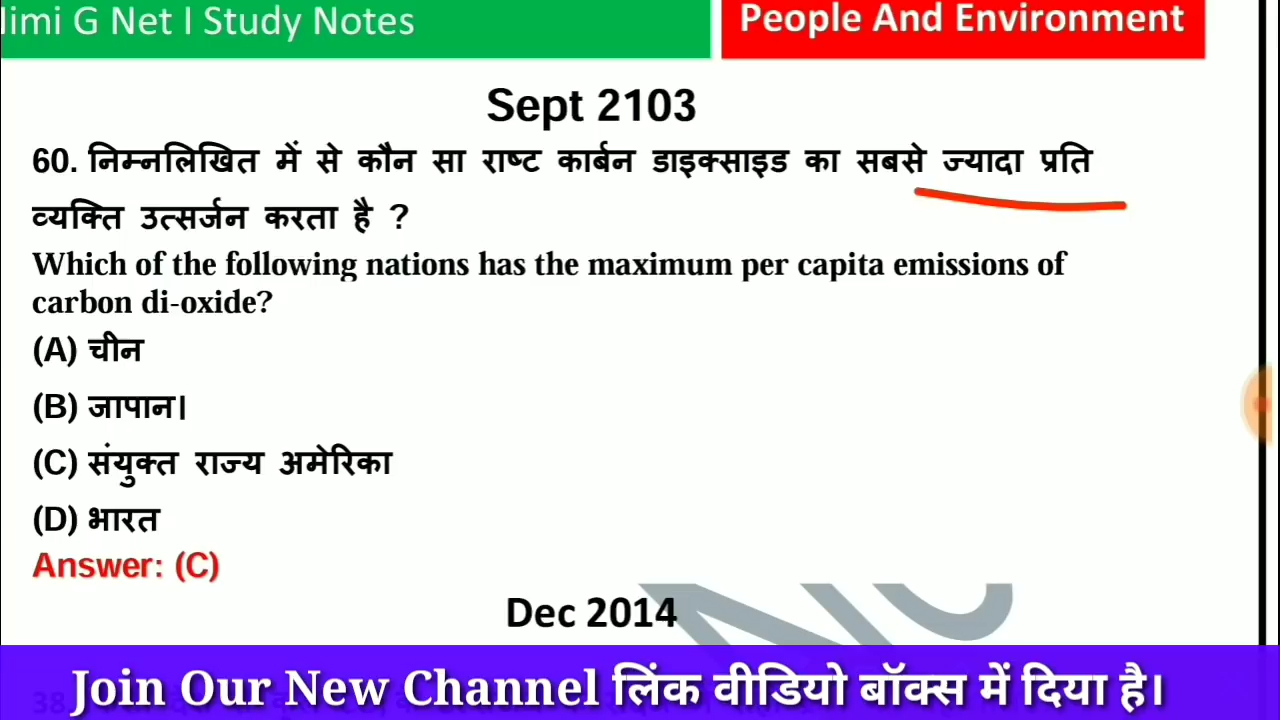 limi G Net I Study Notes
People And Environment
Sept 2103
60. निम्नलिखित में से कौन सा राष्ट कार्बन डाइक्साइड का सबसे ज्यादा प्रति
व्यक्ति उत्सर्जन करता है ?
Which of the following nations has the maximum per capita emissions of
carbon di-oxide?
(A) चीन
(B) जापान।
(C) संयुक्त राज्य अमेरिका
(D) भारत
Answer: (C)
Dec 2014
Join Our New Channel लिंक वीडियो बॉक्स में दिया है।